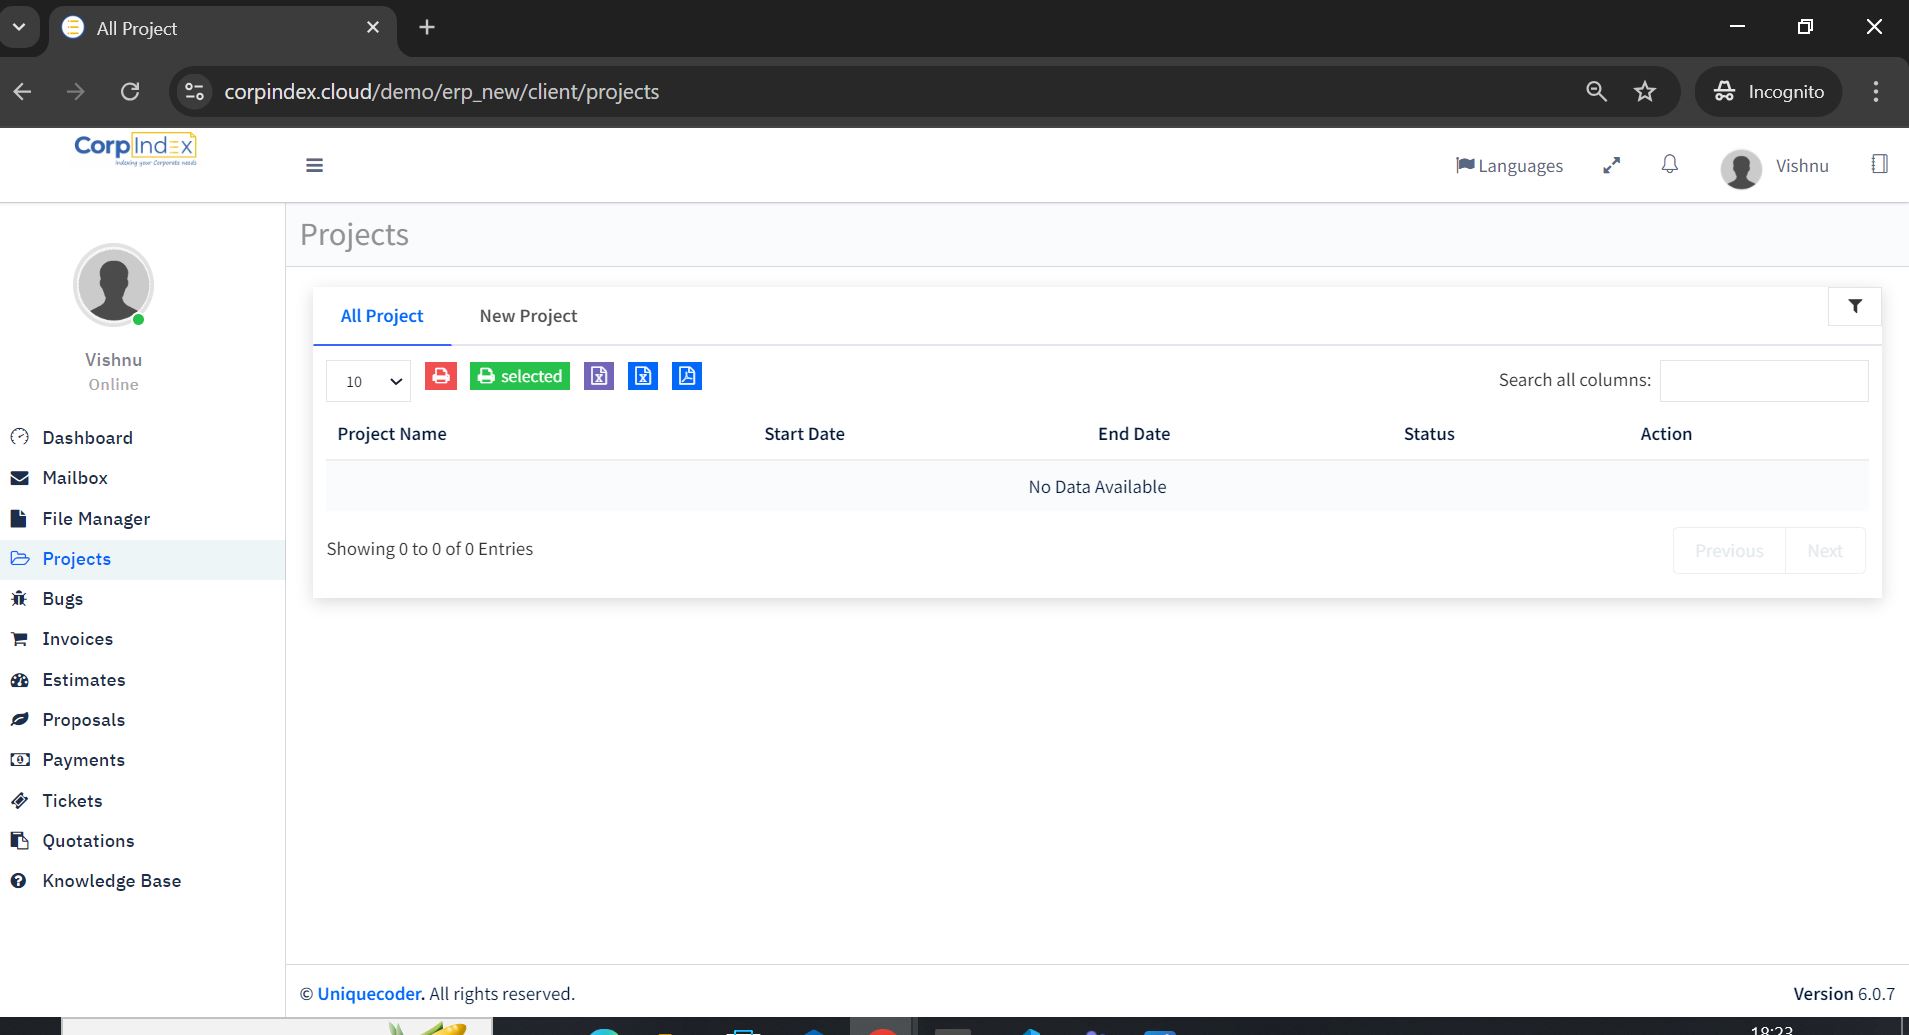 All Project
corpindex.cloud/demo/erp_new/client/projects
Incognito
CorpIndEx
Indexing your Corporate needs
Languages
Vishnu
Projects
Vishnu
Online
Dashboard
Mailbox
File Manager
Projects
Bugs
Invoices
Estimates
Proposals
Payments
Tickets
Quotations
Knowledge Base
All Project New Project
10 selected Search all columns:
Project Name Start Date End Date Status Action
No Data Available
Showing 0 to 0 of 0 Entries
Previous Next
© Uniquecoder. All rights reserved. Version 6.0.7
18:23